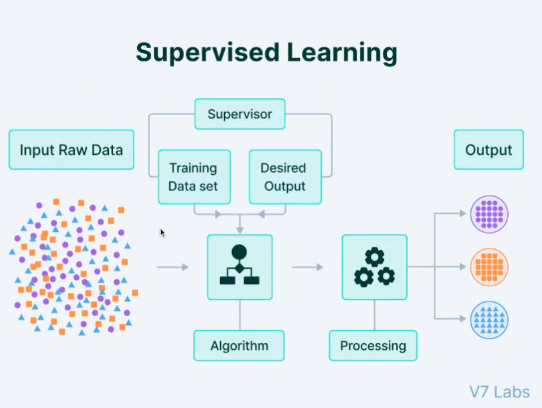 Supervised Learning
Supervisor
Input Raw Data
Training
Data set
Desired
Output
Output
Algorithm
Processing
V7 Labs